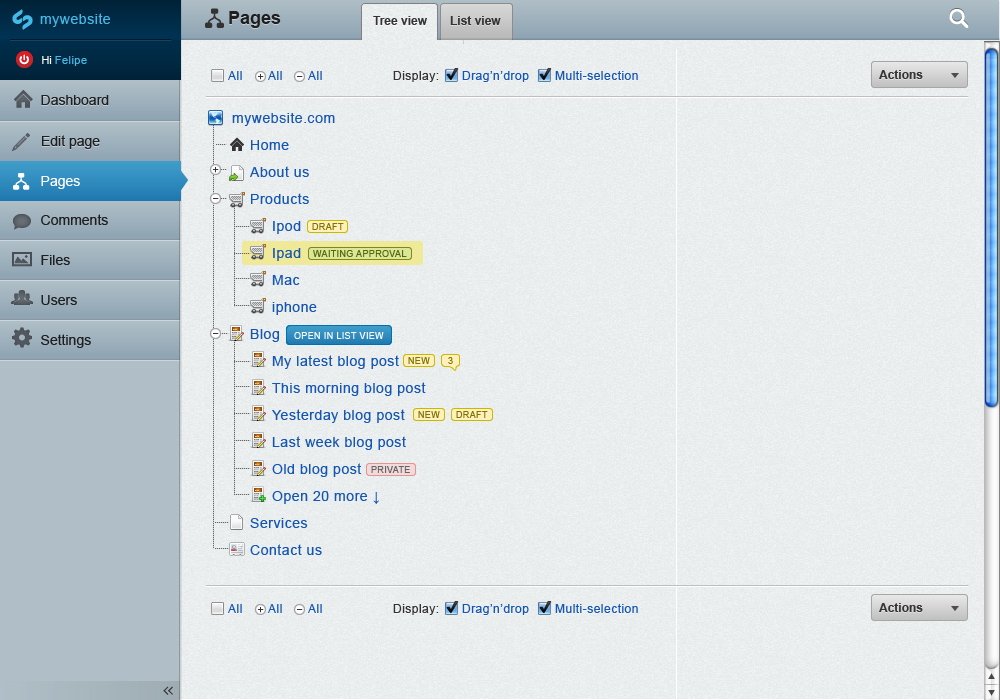 mywebsite
Hi Felipe
Dashboard
Edit page
Pages
Comments
Files
Users
Settings
Pages
Tree view
List view
All All All Display: Drag'n'drop Multi-selection Actions
mywebsite.com
Home
About us
Products
Ipod DRAFT
Ipad WAITING APPROVAL
Mac
iphone
Blog OPEN IN LIST VIEW
My latest blog post NEW 3
This morning blog post
Yesterday blog post NEW DRAFT
Last week blog post
Old blog post PRIVATE
Open 20 more ↓
Services
Contact us
All All All Display: Drag'n'drop Multi-selection Actions